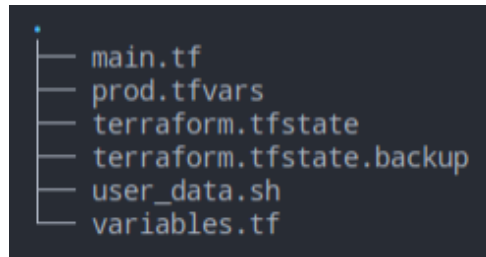 .
main.tf
prod.tfvars
terraform.tfstate
terraform.tfstate.backup
user_data.sh
variables.tf